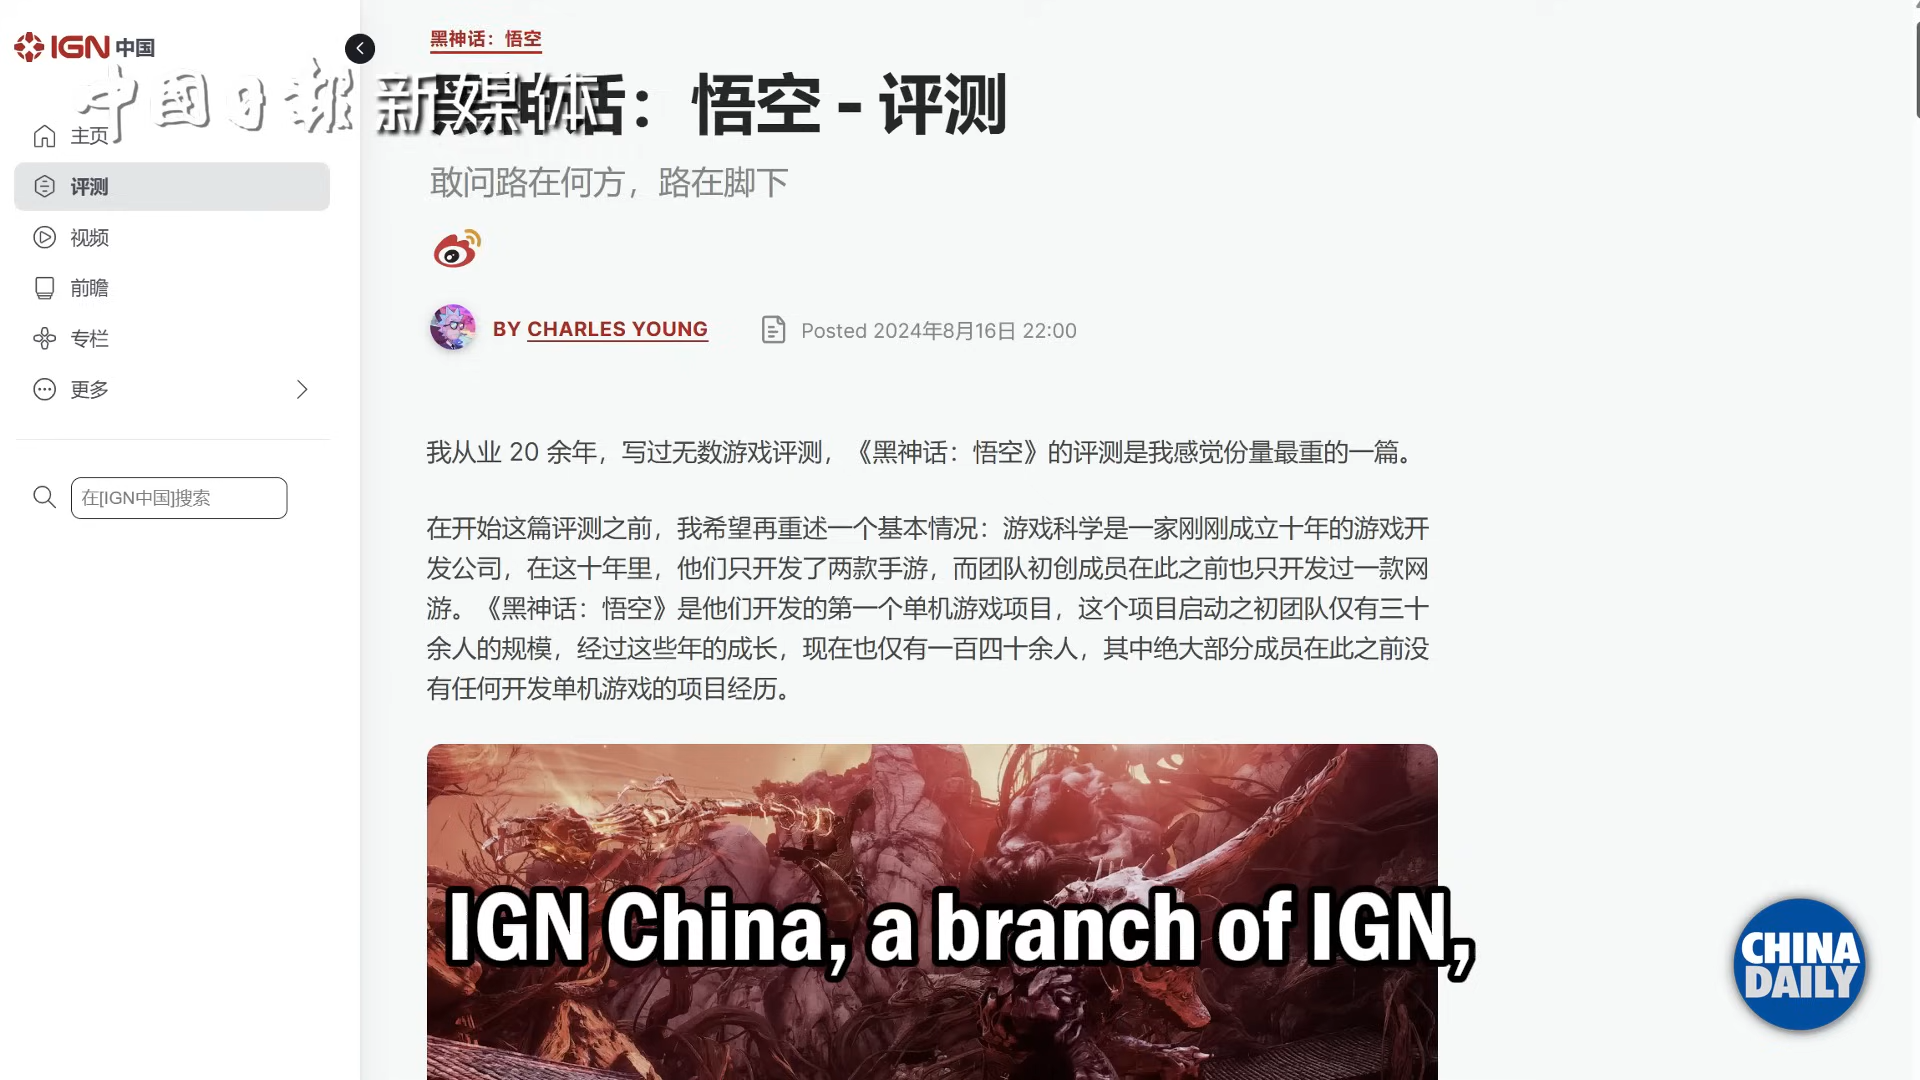 IGN 中国
中国日報 新媒体
主页
评测
视频
前瞻
专栏
更多
在[IGN中国]搜索
黑神话：悟空
黑神话：悟空 - 评测
敢问路在何方，路在脚下
BY CHARLES YOUNG
Posted 2024年8月16日 22:00
我从业 20 余年，写过无数游戏评测，《黑神话：悟空》的评测是我感觉份量最重的一篇。
在开始这篇评测之前，我希望再重述一个基本情况：游戏科学是一家刚刚成立十年的游戏开
发公司，在这十年里，他们只开发了两款手游，而团队初创成员在此之前也只开发过一款网
游。《黑神话：悟空》是他们开发的第一个单机游戏项目，这个项目启动之初团队仅有三十
余人的规模，经过这些年的成长，现在也仅有一百四十余人，其中绝大部分成员在此之前没
有任何开发单机游戏的项目经历。
IGN China, a branch of IGN,
CHINA
DAILY